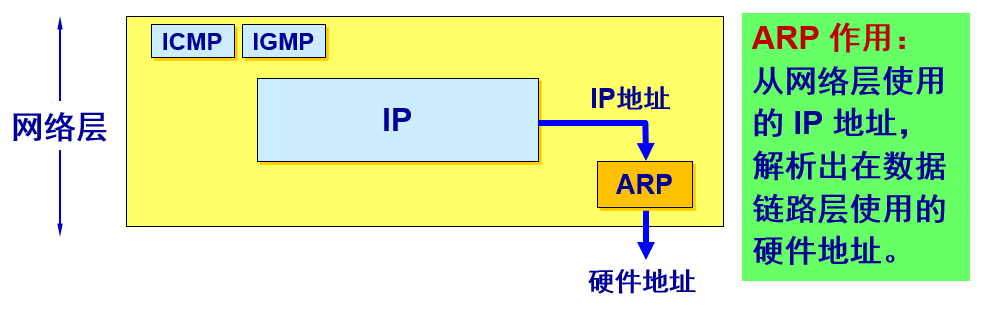 ICMP
IGMP
网络层
IP
IP地址
ARP
硬件地址
ARP 作用：
从网络层使用
的 IP 地址，
解析出在数据
链路层使用的
硬件地址。